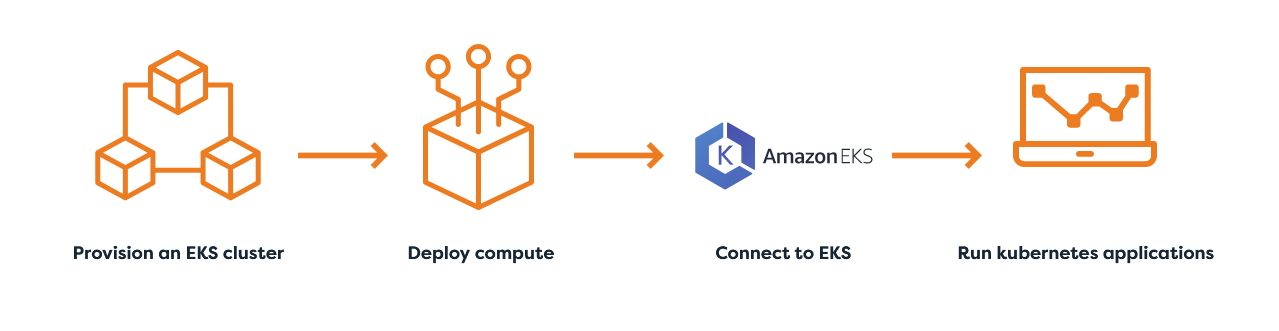 K
Amazon EKS
Provision an EKS cluster
Deploy compute
Connect to EKS
Run kubernetes applications